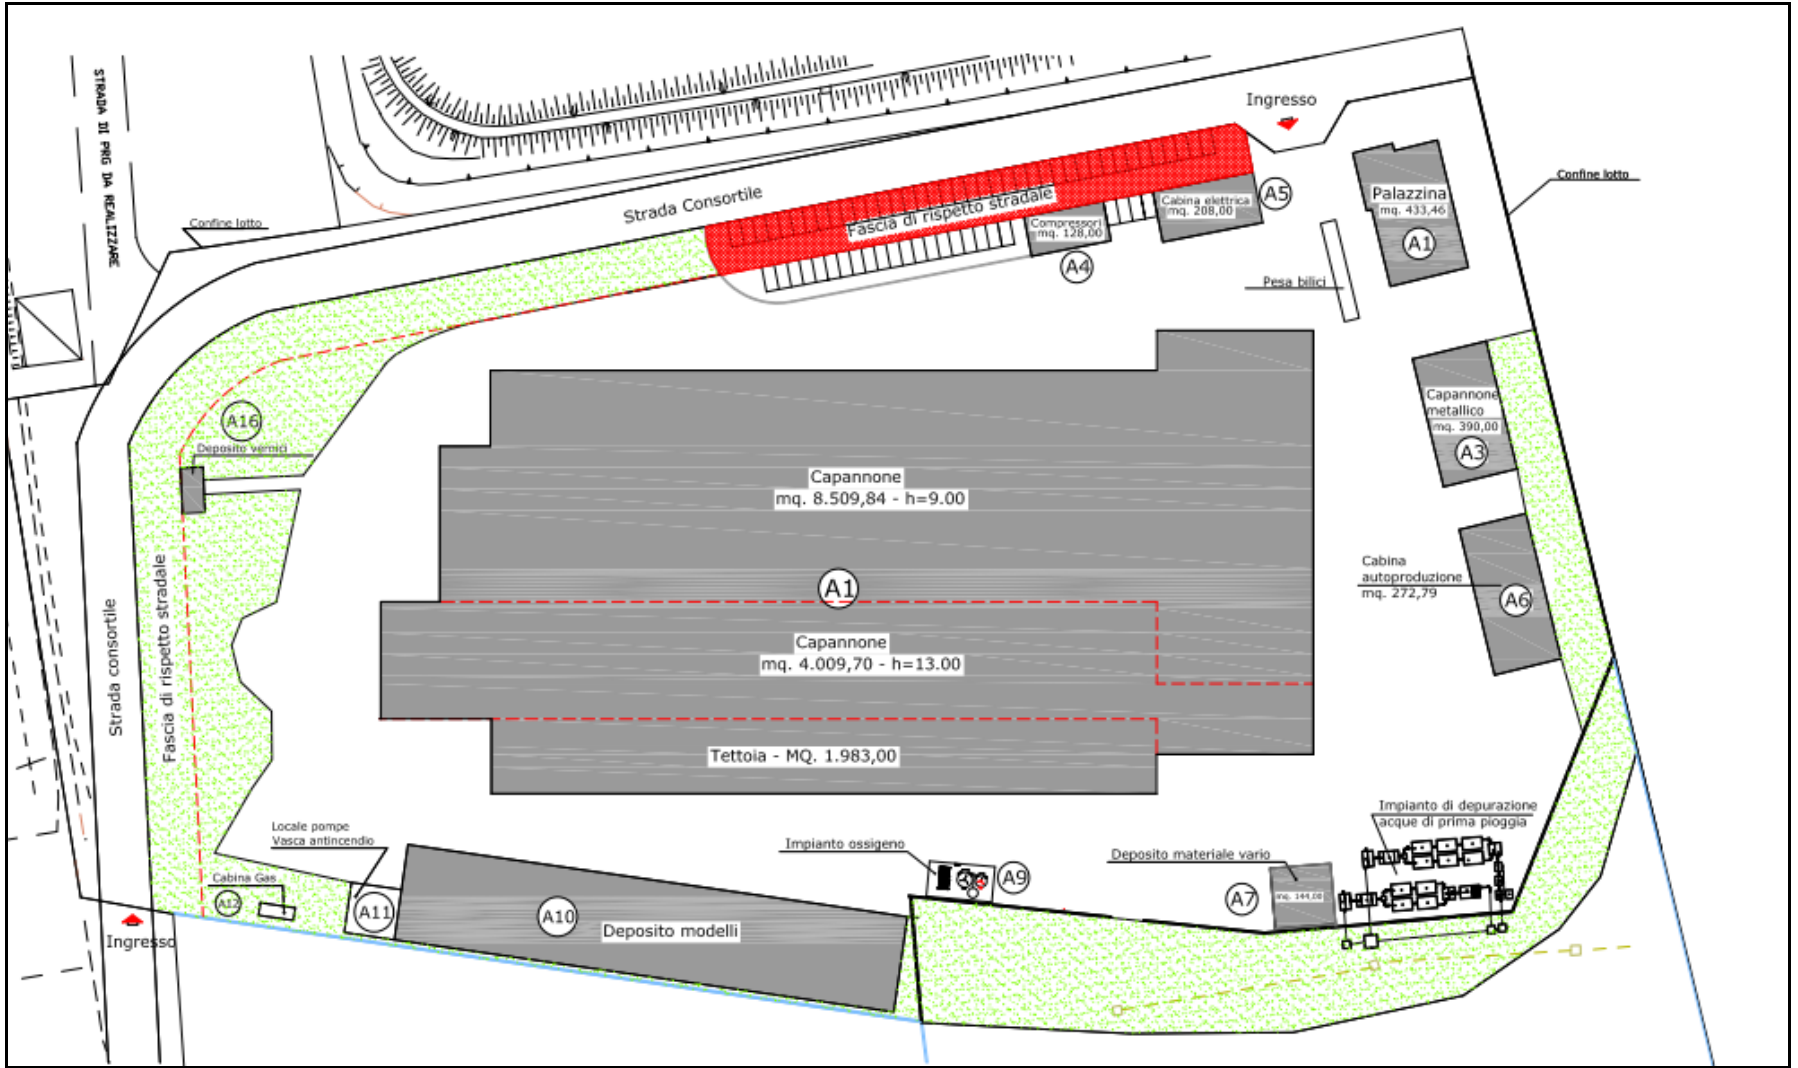 STRADA DI PRG DA REALIZZARE
Ingresso
Confine lotto
Palazzina
mq. 433,46
A1
Strada Consortile
Fascia di rispetto stradale
Cabina elettrica
mq. 208,00
A5
Compressori
mq. 128,00
A4
Confine lotto
Pesa bilici
Capannone
metallico
mq. 390,00
A3
A16
Deposito vernici
Capannone
mq. 8.509,84 - h=9.00
A1
Capannone
mq. 4.009,70 - h=13.00
Tettoia - MQ. 1.983,00
Cabina
autoproduzione
mq. 272,79
A6
Strada consortile
Fascia di rispetto stradale
Locale pompe
Vasca antincendio
Cabina Gas
A12
A11
A10
Deposito modelli
Impianto ossigeno
A9
Deposito materiale vario
A7
mq. 144,00
Impianto di depurazione
acque di prima pioggia
Ingresso